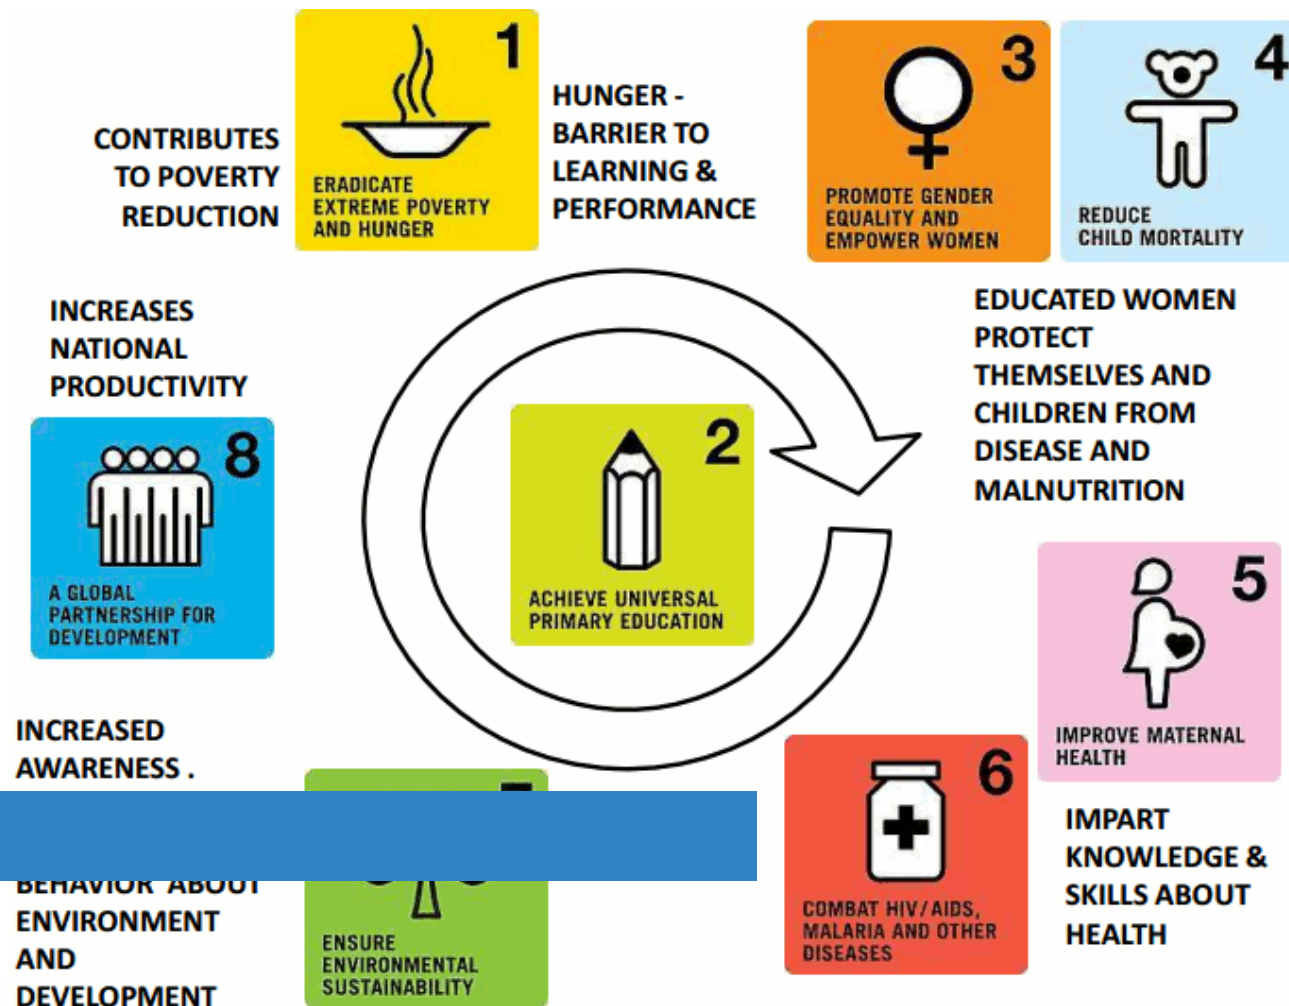 1
ERADICATE
EXTREME POVERTY
AND HUNGER
CONTRIBUTES
TO POVERTY
REDUCTION
HUNGER -
BARRIER TO
LEARNING &
PERFORMANCE
3
PROMOTE GENDER
EQUALITY AND
EMPOWER WOMEN
4
REDUCE
CHILD MORTALITY
EDUCATED WOMEN
PROTECT
THEMSELVES AND
CHILDREN FROM
DISEASE AND
MALNUTRITION
INCREASES
NATIONAL
PRODUCTIVITY
8
A GLOBAL
PARTNERSHIP FOR
DEVELOPMENT
2
ACHIEVE UNIVERSAL
PRIMARY EDUCATION
5
IMPROVE MATERNAL
HEALTH
6
COMBAT HIV/AIDS,
MALARIA AND OTHER
DISEASES
IMPART
KNOWLEDGE &
SKILLS ABOUT
HEALTH
INCREASED
AWARENESS .
BEHAVIOR ABOUT
ENVIRONMENT
AND
DEVELOPMENT
ENSURE
ENVIRONMENTAL
SUSTAINABILITY